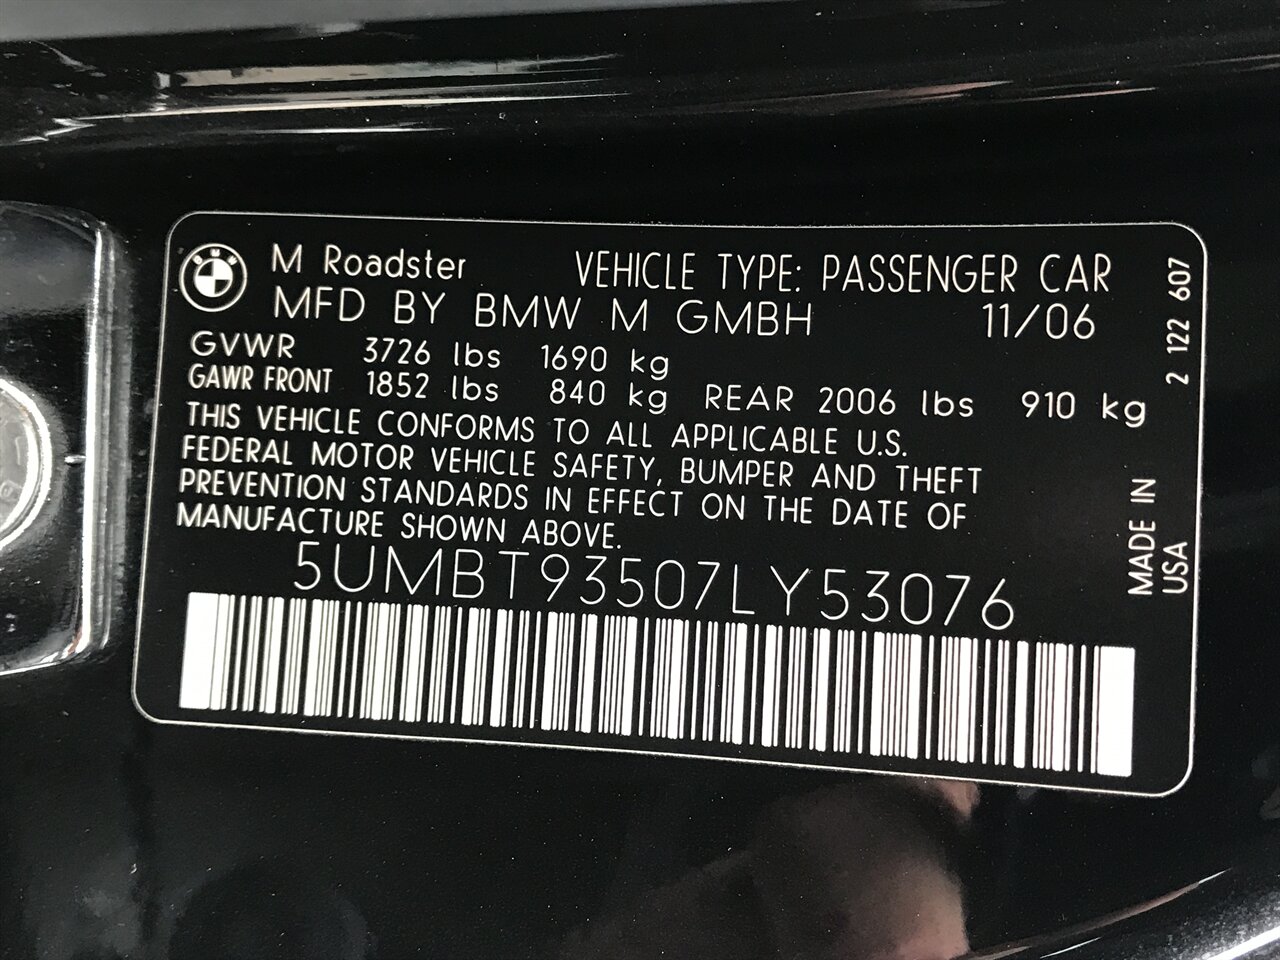 M Roadster VEHICLE TYPE: PASSENGER CAR
MFD BY BMW M GMBH 11/06
GVWR 3726 lbs 1690 kg
GAWR FRONT 1852 lbs 840 kg REAR 2006 lbs 910 kg
THIS VEHICLE CONFORMS TO ALL APPLICABLE U.S.
FEDERAL MOTOR VEHICLE SAFETY, BUMPER AND THEFT
PREVENTION STANDARDS IN EFFECT ON THE DATE OF
MANUFACTURE SHOWN ABOVE.
5UMBT93507LY53076
2 122 607
MADE IN
USA
BMW